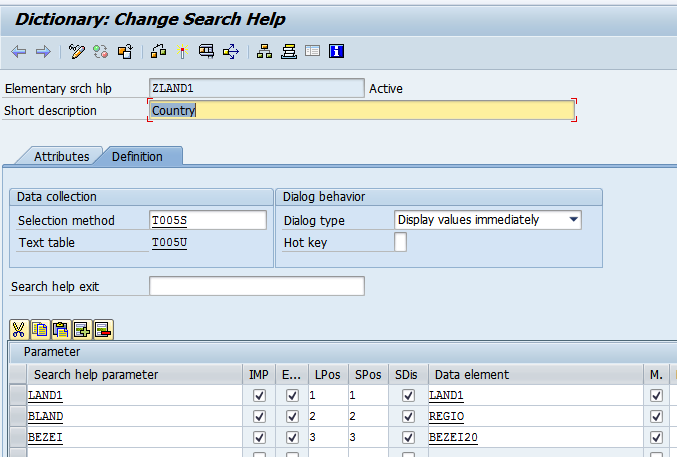 Dictionary: Change Search Help
Elementary srch hlp ZLAND1 Active
Short description Country
Attributes Definition
Data collection Dialog behavior
Selection method T005S Dialog type Display values immediately
Text table T005U Hot key
Search help exit
Parameter
Search help parameter IMP E... LPos SPos SDis Data element M.
LAND1 1 1 LAND1
BLAND 2 2 REGIO
BEZEI 3 3 BEZEI20